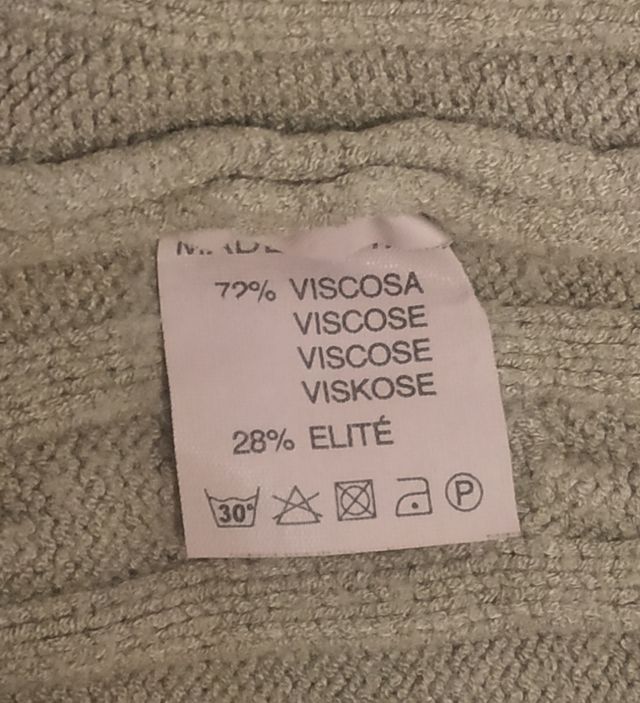 72% VISCOSA
VISCOSE
VISCOSE
VISKOSE
28% ELITÉ
30° P